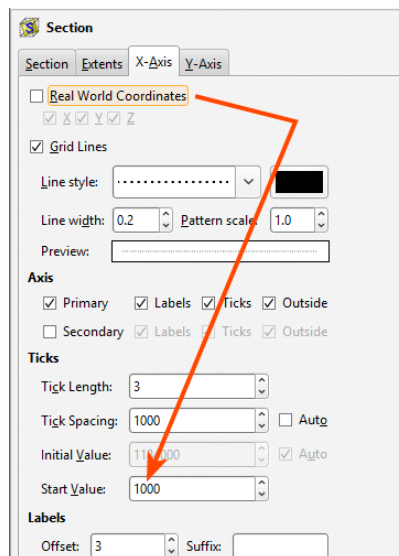 Section
Section Extents X-Axis Y-Axis
Real World Coordinates
X Y Z
Grid Lines
Line style:
Line width: 0.2 Pattern scale: 1.0
Preview:
Axis
Primary Labels Ticks Outside
Secondary Labels Ticks Outside
Ticks
Tick Length: 3
Tick Spacing: 1000 Auto
Initial Value: Auto
Start Value: 1000
Labels
Offset: 3 Suffix: